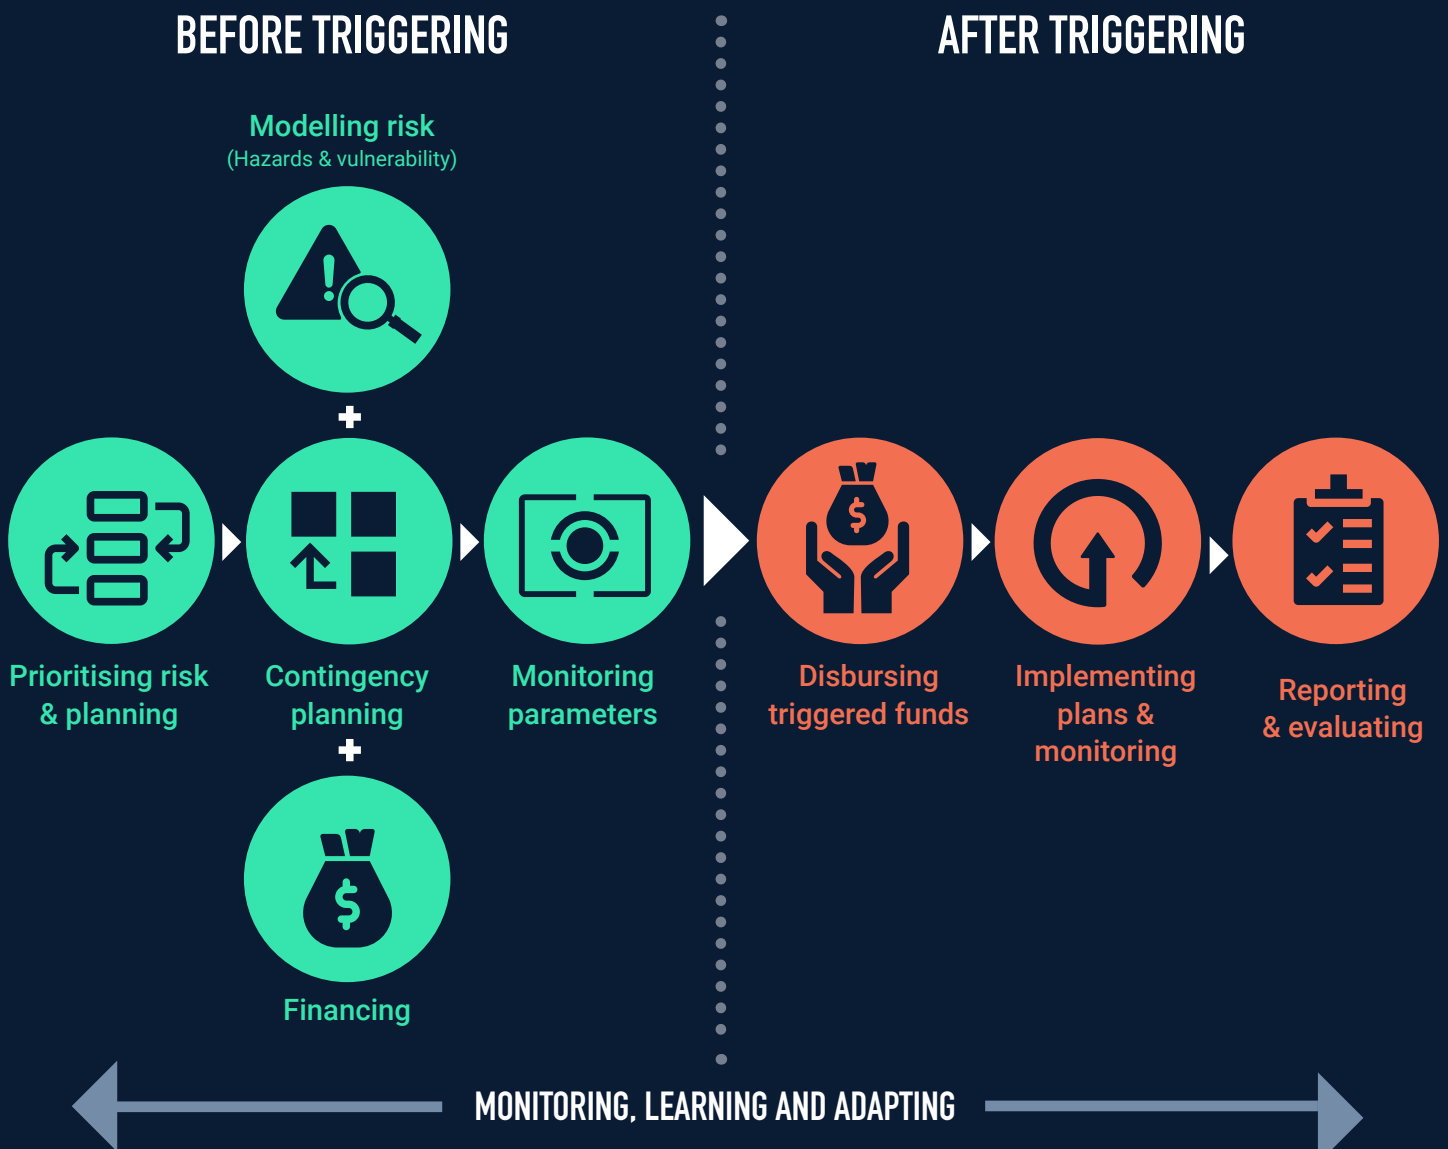 BEFORE TRIGGERING
AFTER TRIGGERING
Modelling risk
(Hazards & vulnerability)
Prioritising risk
& planning
Contingency
planning
Monitoring
parameters
Disbursing
triggered funds
Implementing
plans &
monitoring
Reporting
& evaluating
$
$
Financing
MONITORING, LEARNING AND ADAPTING